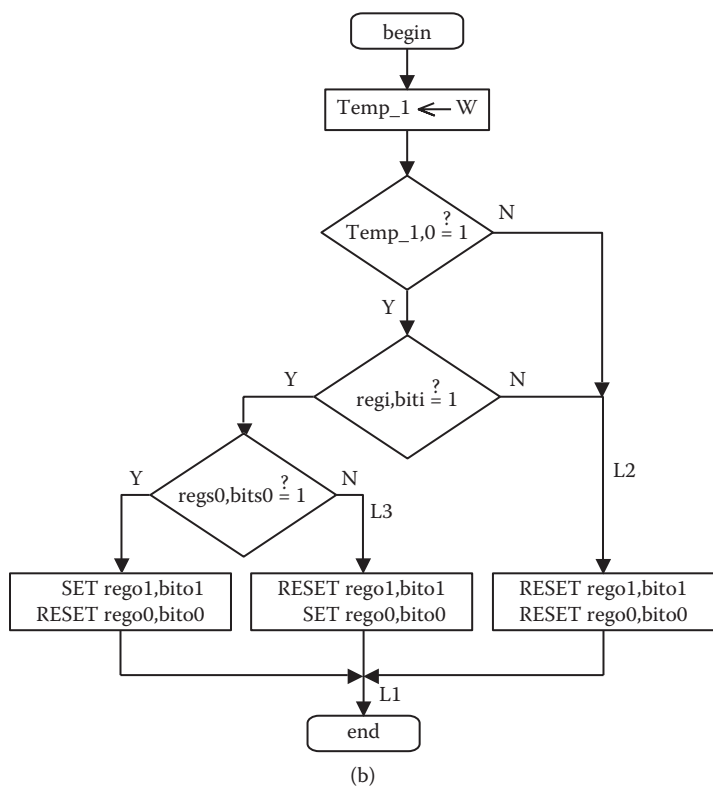 begin
Temp_1 ← W
Temp_1,0 ≟ 1
N
Y
regi,biti ≟ 1
Y
N
regs0,bits0 ≟ 1
Y
N
L3
L2
SET rego1,bito1
RESET rego0,bito0
RESET rego1,bito1
SET rego0,bito0
RESET rego1,bito1
RESET rego0,bito0
L1
end
(b)